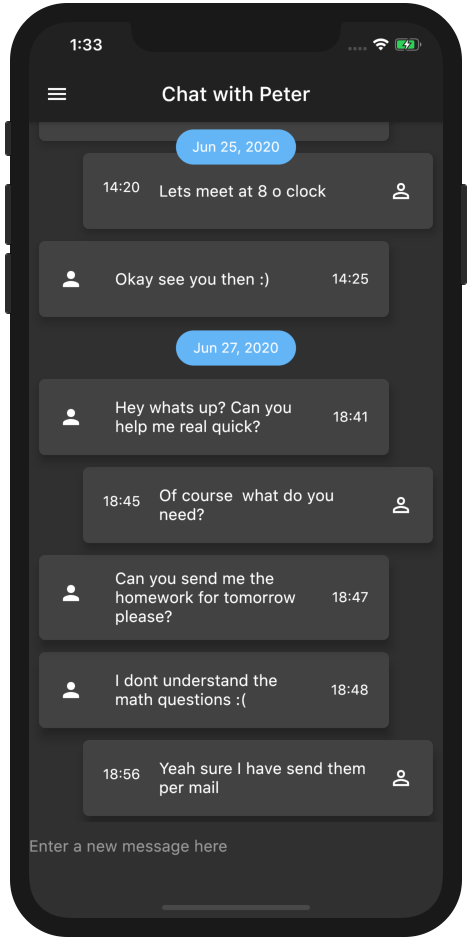 1:33
Chat with Peter
Jun 25, 2020
14:20 Lets meet at 8 o clock
Okay see you then :) 14:25
Jun 27, 2020
Hey whats up? Can you
help me real quick?
18:41
18:45
Of course  what do you
need?
Can you send me the
homework for tomorrow
please?
18:47
I dont understand the
math questions :(
18:48
18:56
Yeah sure I have send them
per mail
Enter a new message here